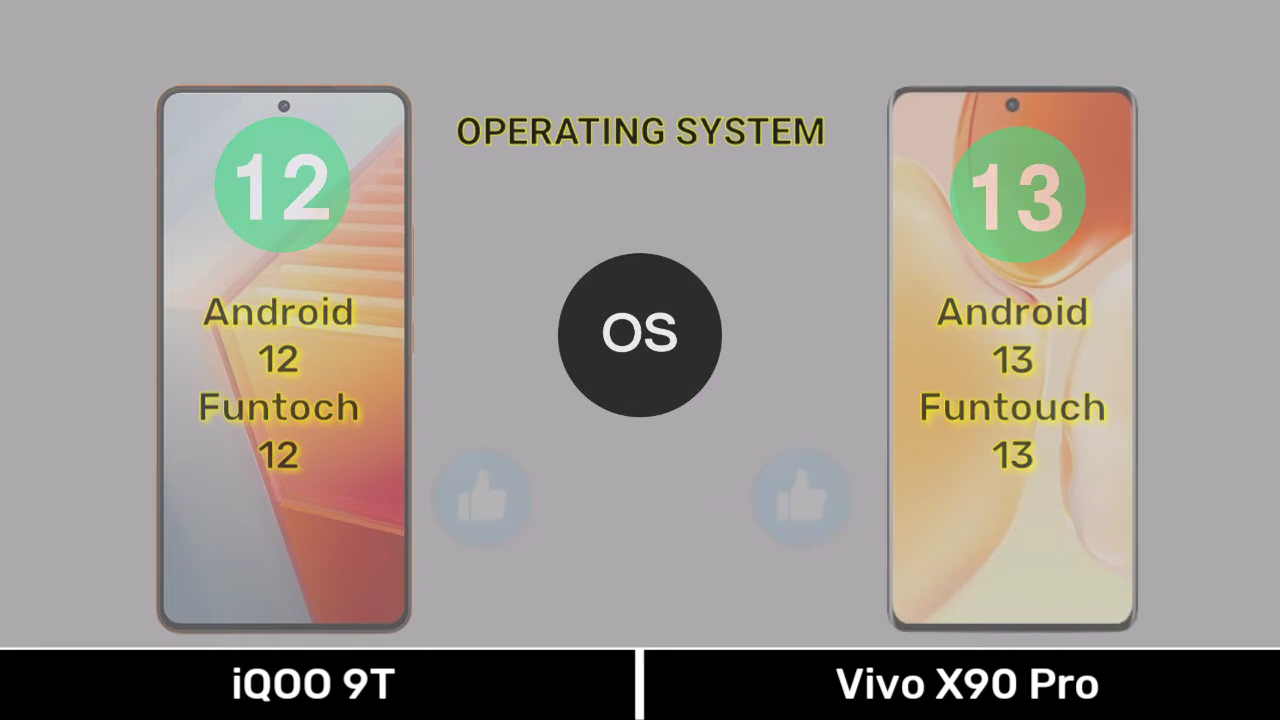 OPERATING SYSTEM
12
Android
12
Funtoch
12
OS
13
Android
13
Funtouch
13
iQOO 9T
Vivo X90 Pro